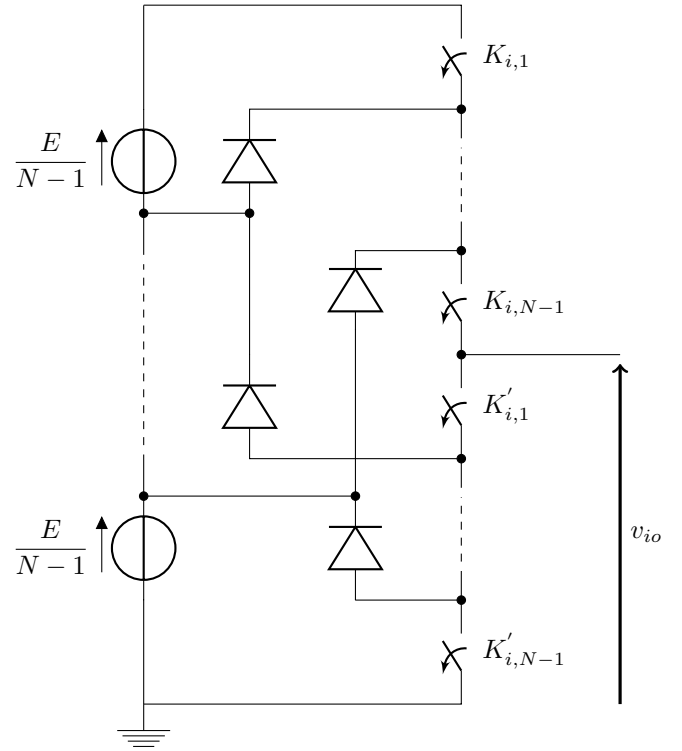 K_{i,1}
E
N − 1
K_{i,N−1}
K'_{i,1}
E
N − 1
v_{io}
K'_{i,N−1}